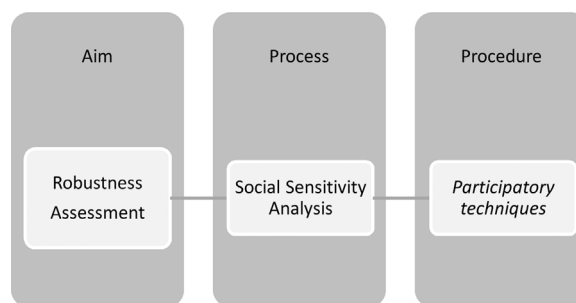 Aim
Process
Procedure
Robustness
Assessment
Social Sensitivity
Analysis
Participatory
techniques